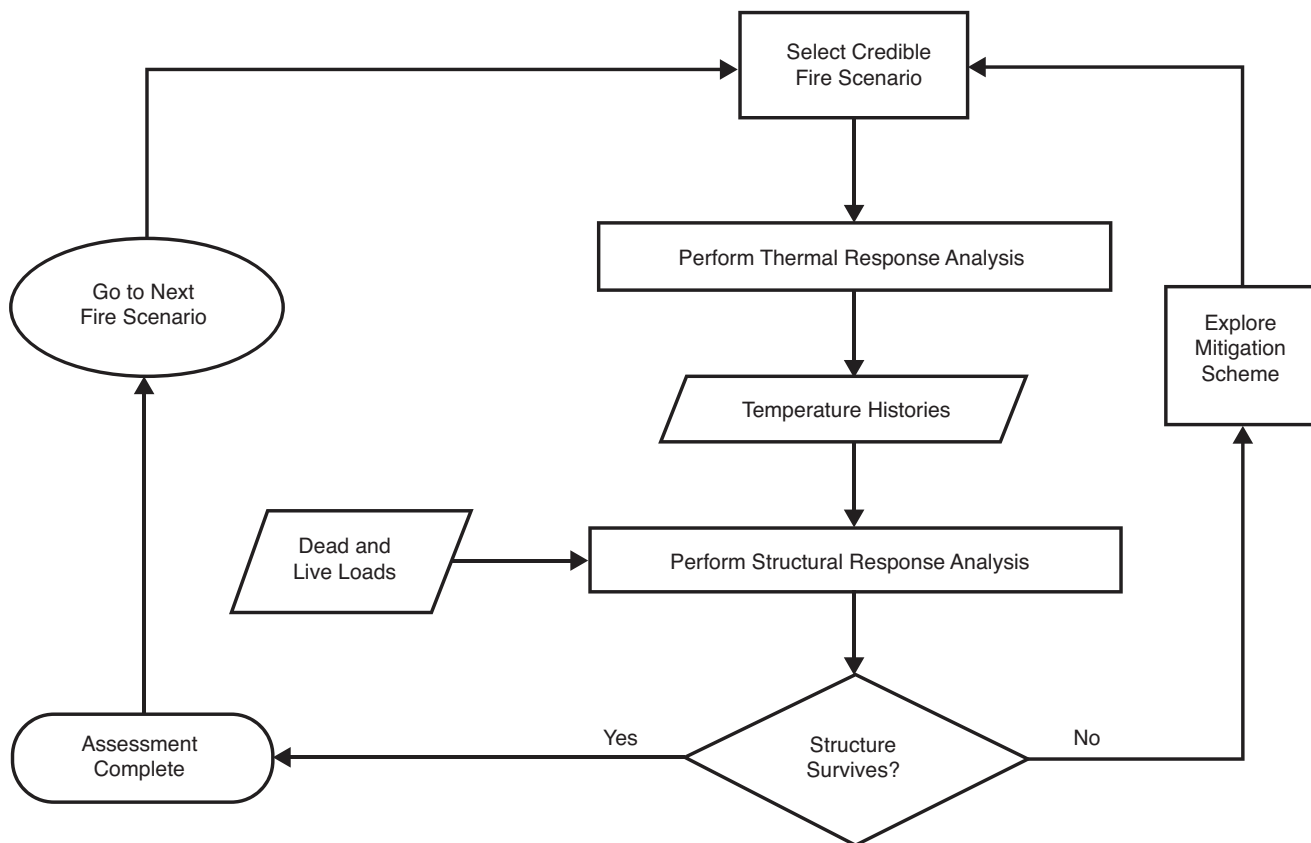 Select Credible
Fire Scenario
Perform Thermal Response Analysis
Go to Next
Fire Scenario
Explore
Mitigation
Scheme
Temperature Histories
Dead and
Live Loads
Perform Structural Response Analysis
Yes
No
Structure
Survives?
Assessment
Complete